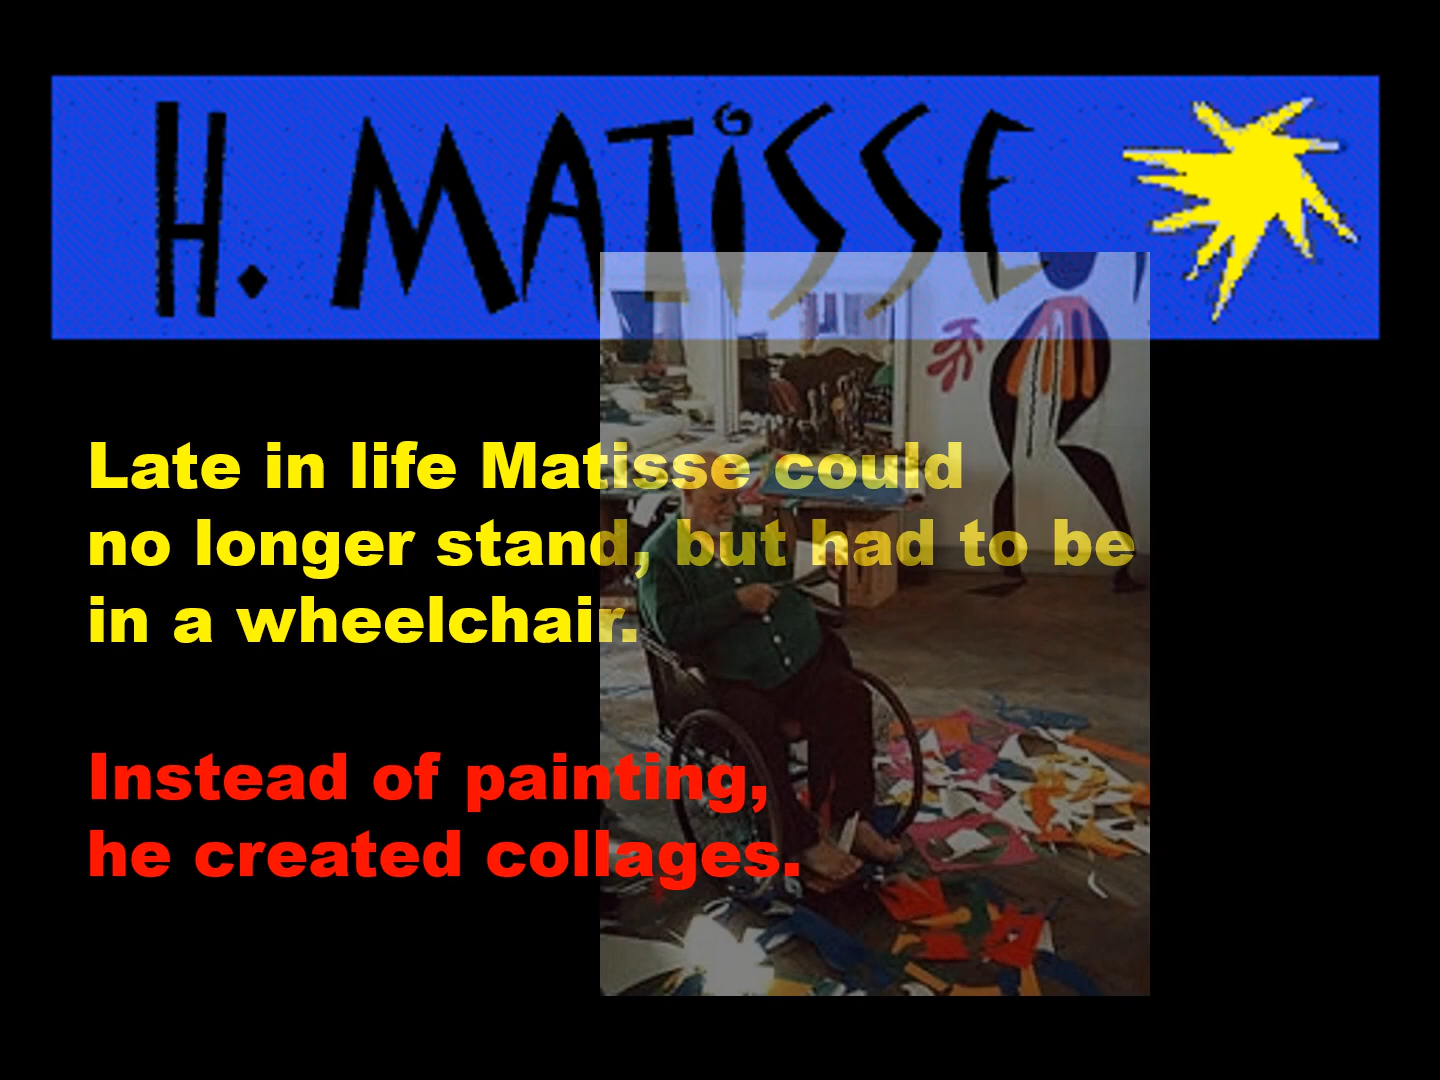 H. MATiSSE
Late in life Matisse could
no longer stand, but had to be
in a wheelchair.
Instead of painting,
he created collages.